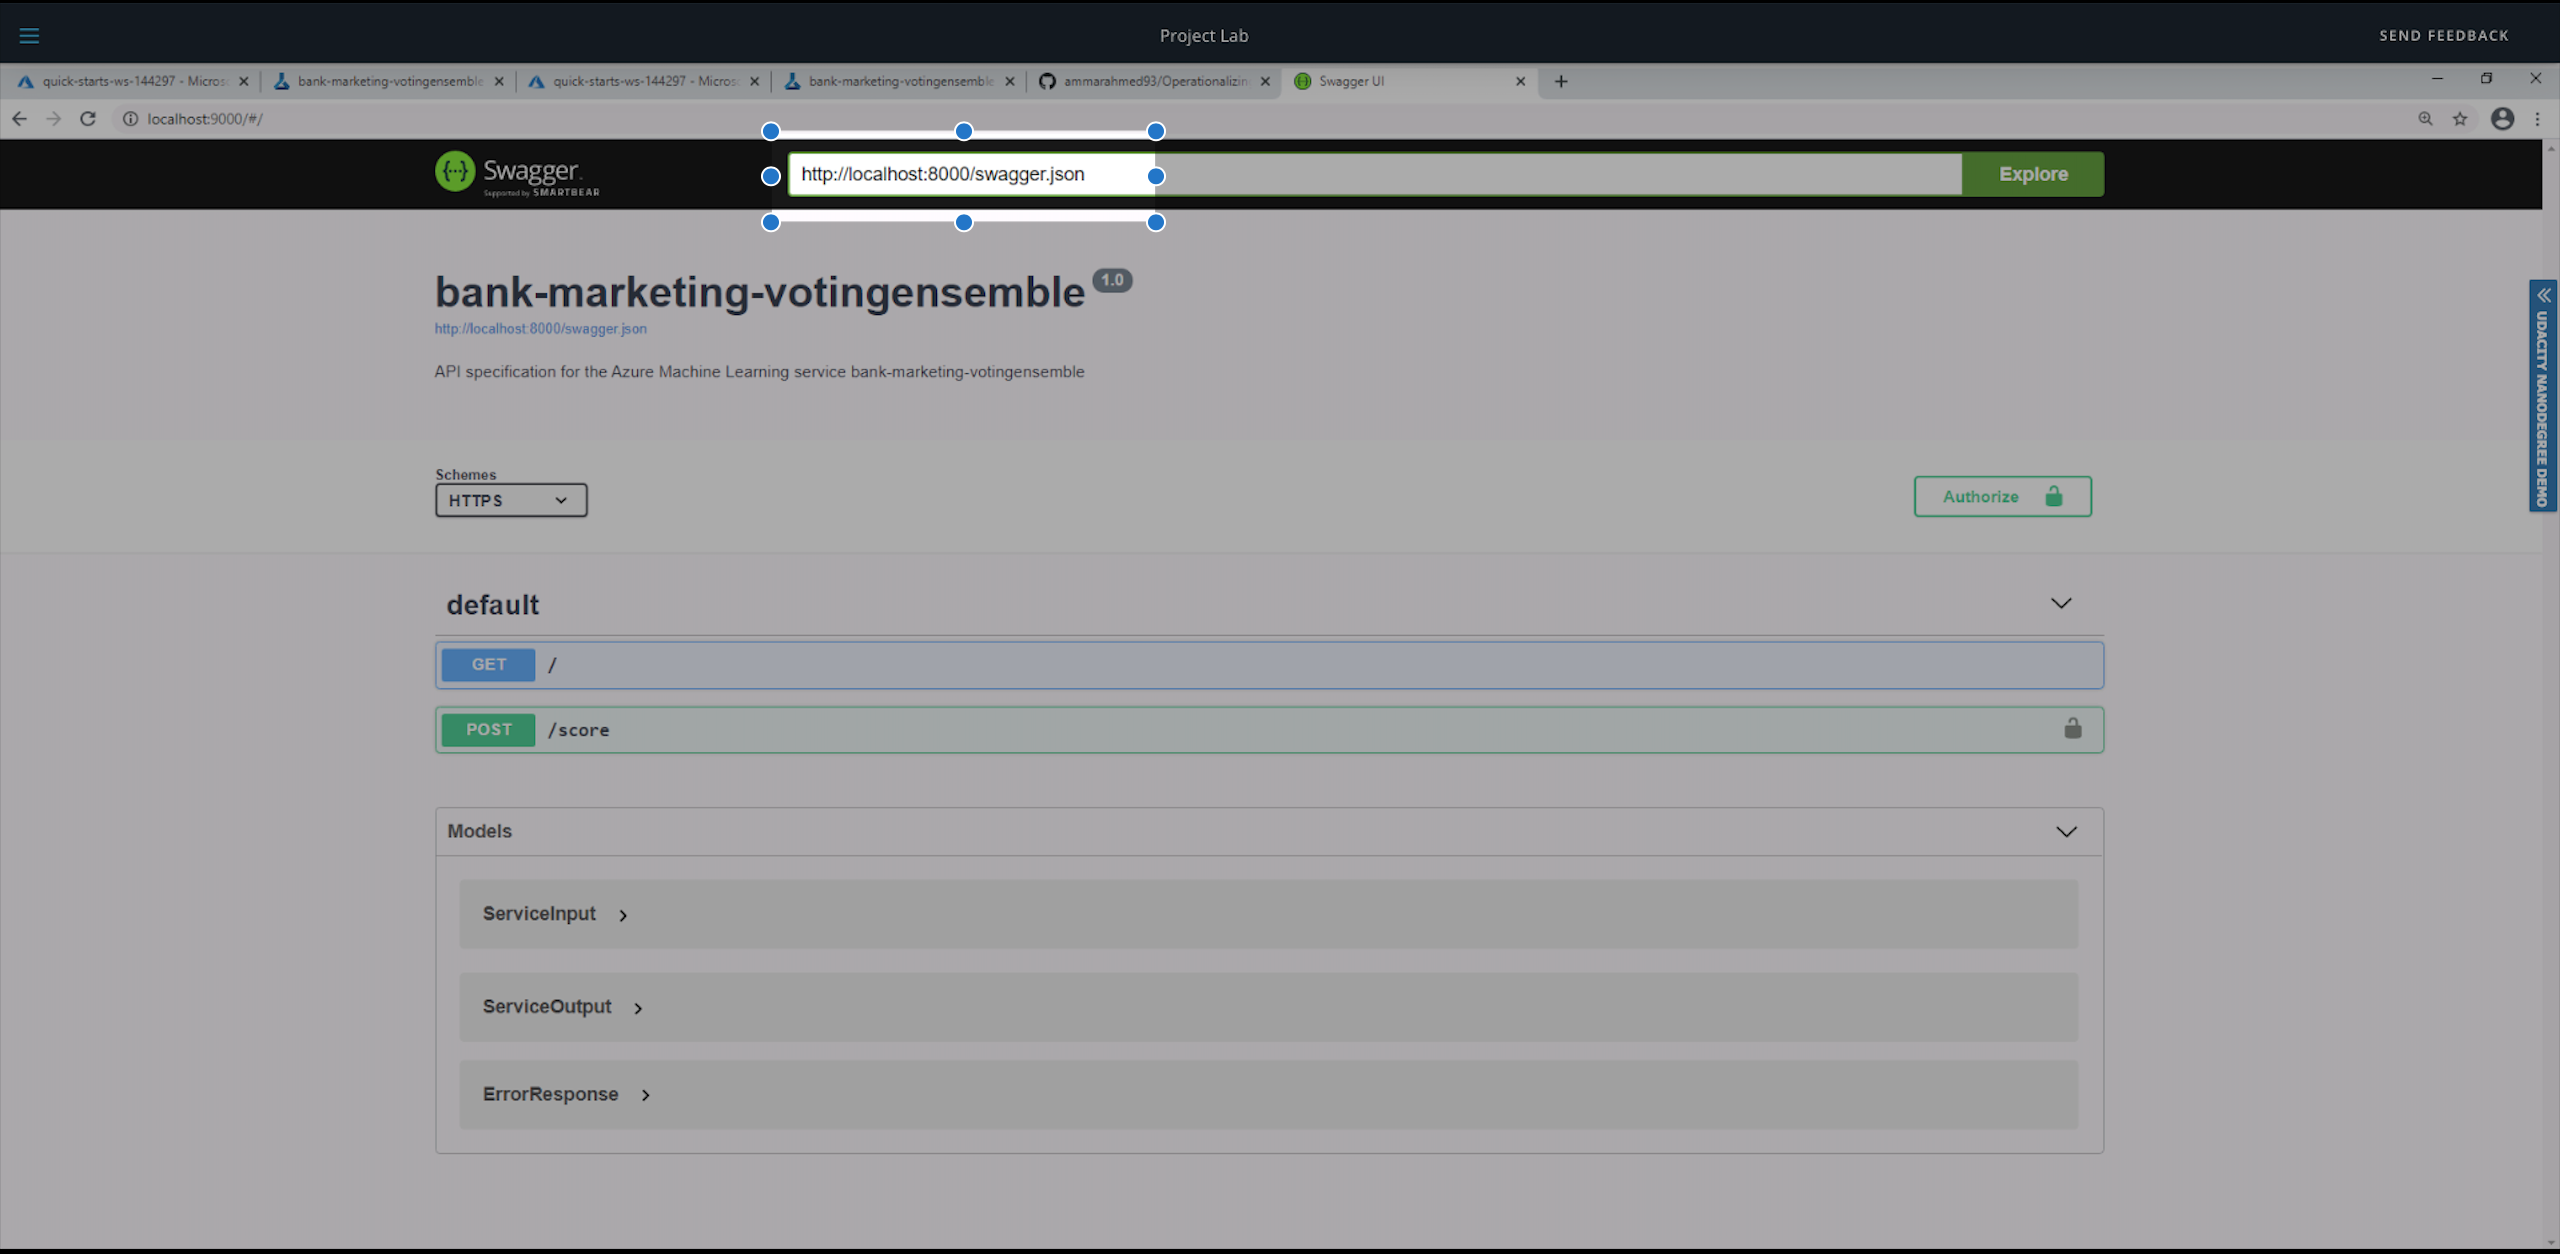 Project Lab
SEND FEEDBACK
quick-starts-ws-144297 - Micros
bank-marketing-votingensemble
quick-starts-ws-144297 - Micros
bank-marketing-votingensemble
ammarahmed93/Operationalizin
Swagger UI
localhost:9000/#/
Swagger.
Supported by SMARTBEAR
http://localhost:8000/swagger.json
Explore
bank-marketing-votingensemble 1.0
http://localhost:8000/swagger.json
API specification for the Azure Machine Learning service bank-marketing-votingensemble
UDACITY NANODEGREE DEMO
Schemes
HTTPS
Authorize
default
GET /
POST /score
Models
ServiceInput
ServiceOutput
ErrorResponse